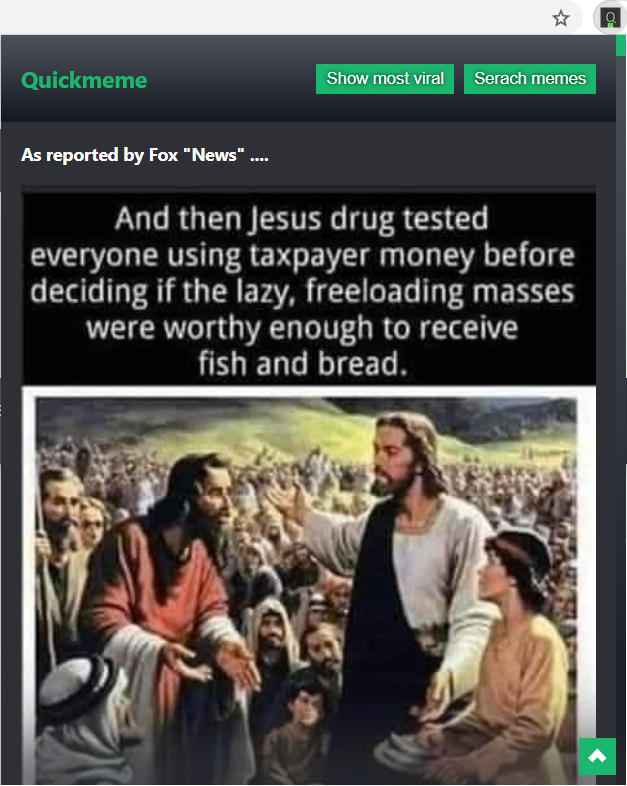 Quickmeme
Show most viral
Serach memes
As reported by Fox "News" ....
And then Jesus drug tested
everyone using taxpayer money before
deciding if the lazy, freeloading masses
were worthy enough to receive
fish and bread.